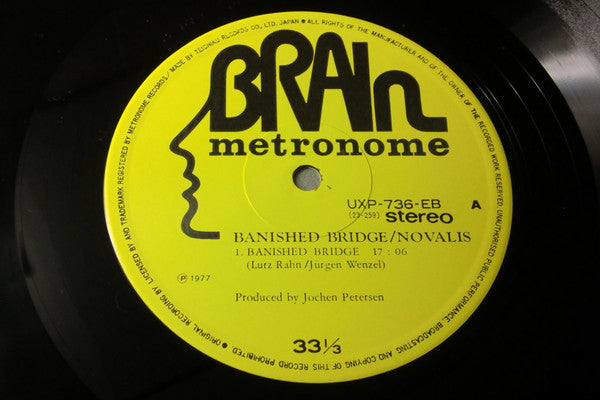 BRAIN
metronome
UXP-736-EB
(23-259) stereo
A
BANISHED BRIDGE/NOVALIS
1. BANISHED BRIDGE 17:06
(Lutz Rahn/Jürgen Wenzel)
Ⓟ 1977
Produced by Jochen Petersen
33⅓
ORIGINAL RECORDING LICENSED BY AND TRADEMARK REGISTERED BY METRONOME RECORDS / MADE BY TEICHIKU RECORDS CO., LTD. JAPAN • ALL RIGHTS OF THE MANUFACTURER AND OF THE OWNER OF THE RECORDED WORK RESERVED. UNAUTHORISED PUBLIC PERFORMANCE, BROADCASTING AND COPYING OF THIS RECORD PROHIBITED •